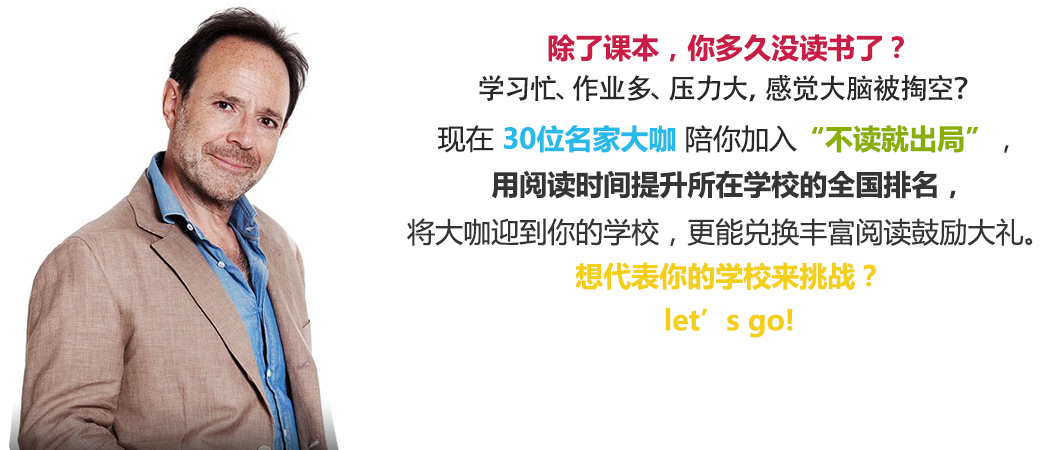 除了课本，你多久没读书了？
学习忙、作业多、压力大, 感觉大脑被掏空?
现在 30位名家大咖 陪你加入“不读就出局”，
用阅读时间提升所在学校的全国排名，
将大咖迎到你的学校，更能兑换丰富阅读鼓励大礼。
想代表你的学校来挑战？
let’s go!